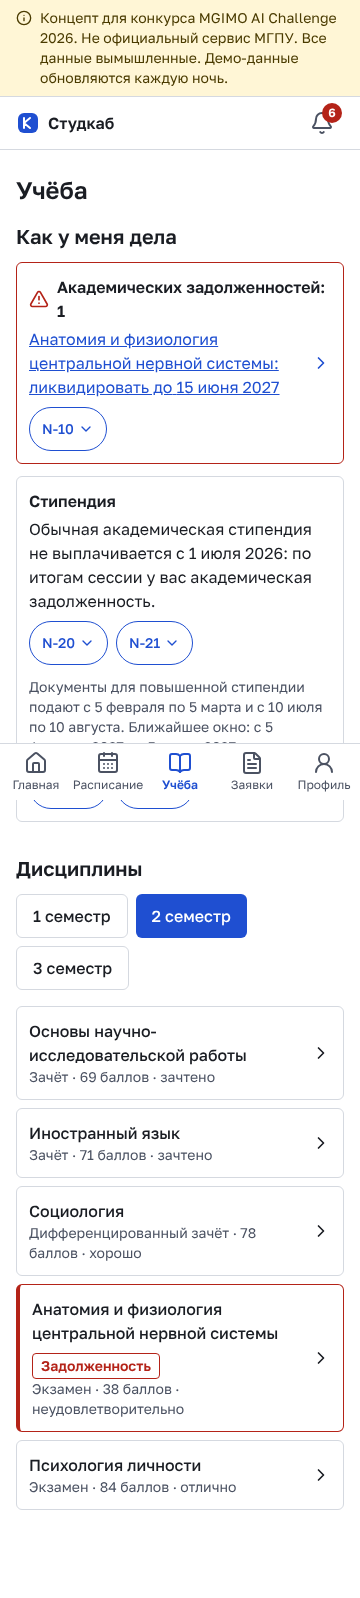 Концепт для конкурса MGIMO AI Challenge
2026. Не официальный сервис МГПУ. Все
данные вымышленные. Демо-данные
обновляются каждую ночь.
Студкаб
6
Учёба
Как у меня дела
Академических задолженностей:
1
Анатомия и физиология
центральной нервной системы:
ликвидировать до 15 июня 2027
N-10
Стипендия
Обычная академическая стипендия
не выплачивается с 1 июля 2026: по
итогам сессии у вас академическая
задолженность.
N-20
N-21
Документы для повышенной стипендии
подают с 5 февраля по 5 марта и с 10 июля
по 10 августа. Ближайшее окно: с 5
Главная
Расписание
Учёба
Заявки
Профиль
Дисциплины
1 семестр
2 семестр
3 семестр
Основы научно-
исследовательской работы
Зачёт · 69 баллов · зачтено
Иностранный язык
Зачёт · 71 баллов · зачтено
Социология
Дифференцированный зачёт · 78
баллов · хорошо
Анатомия и физиология
центральной нервной системы
Задолженность
Экзамен · 38 баллов ·
неудовлетворительно
Психология личности
Экзамен · 84 баллов · отлично